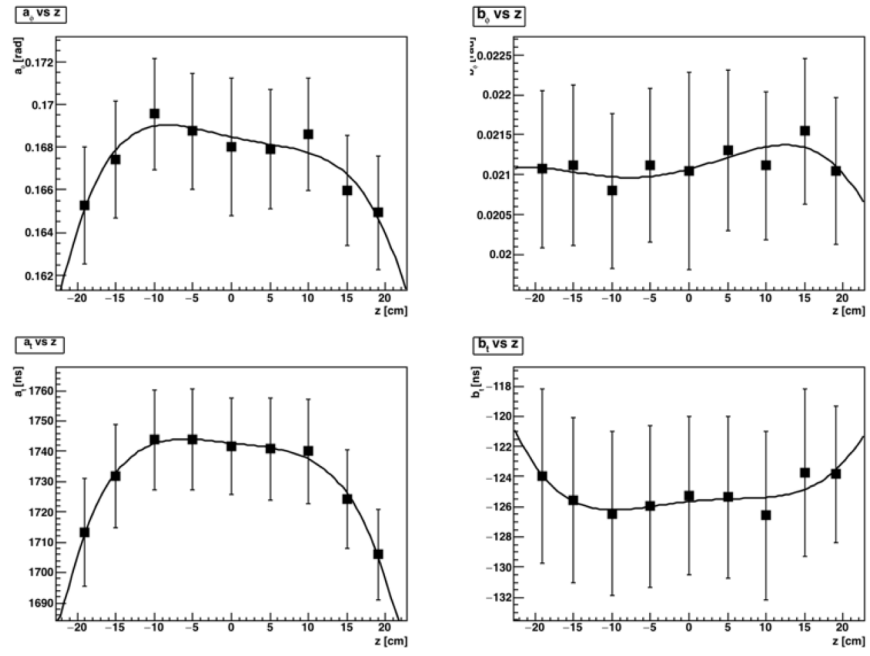 a_φ vs z
a_φ [rad]
0.172
0.17
0.168
0.166
0.164
0.162
−20 −15 −10 −5 0 5 10 15 20
z [cm]
b_φ vs z
b_φ [rad]
0.0225
0.022
0.0215
0.021
0.0205
0.02
−20 −15 −10 −5 0 5 10 15 20
z [cm]
a_t vs z
a_t [ns]
1760
1750
1740
1730
1720
1710
1700
1690
−20 −15 −10 −5 0 5 10 15 20
z [cm]
b_t vs z
b_t [ns]
−118
−120
−122
−124
−126
−128
−130
−132
−20 −15 −10 −5 0 5 10 15 20
z [cm]